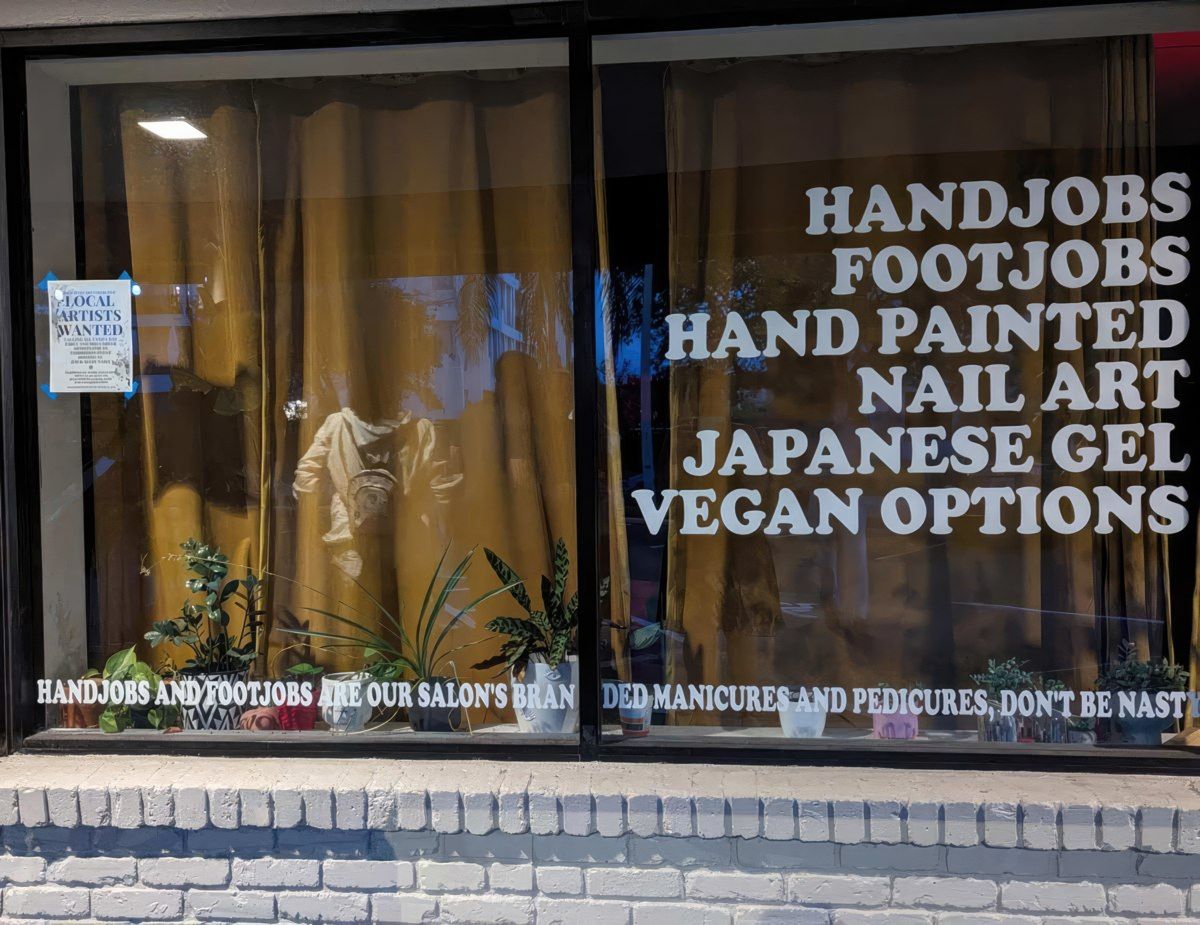 LOCAL
ARTISTS
WANTED
HANDJOBS
FOOTJOBS
HAND PAINTED
NAIL ART
JAPANESE GEL
VEGAN OPTIONS
HANDJOBS AND FOOTJOBS ARE OUR SALON'S BRANDED MANICURES AND PEDICURES, DON'T BE NASTY